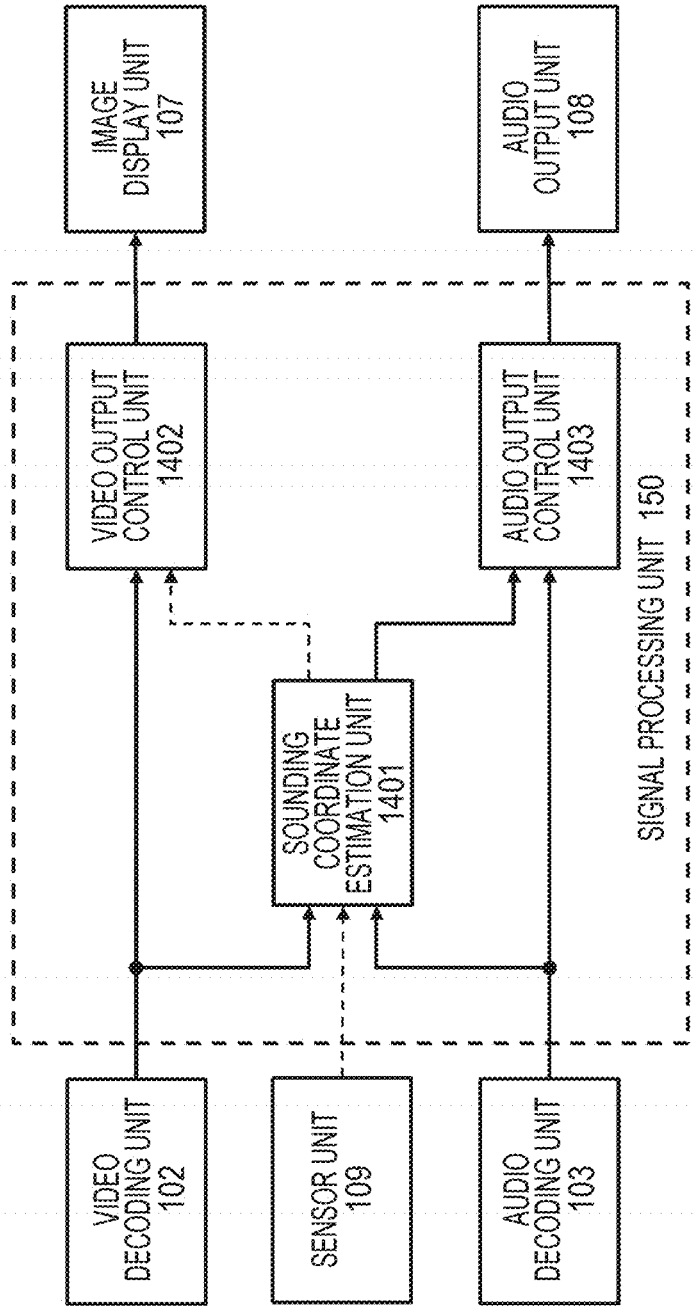 VIDEO
DECODING UNIT
102
SENSOR UNIT
109
AUDIO
DECODING UNIT
103
SOUNDING
COORDINATE
ESTIMATION UNIT
1401
VIDEO OUTPUT
CONTROL UNIT
1402
AUDIO OUTPUT
CONTROL UNIT
1403
SIGNAL PROCESSING UNIT 150
IMAGE
DISPLAY UNIT
107
AUDIO
OUTPUT UNIT
108